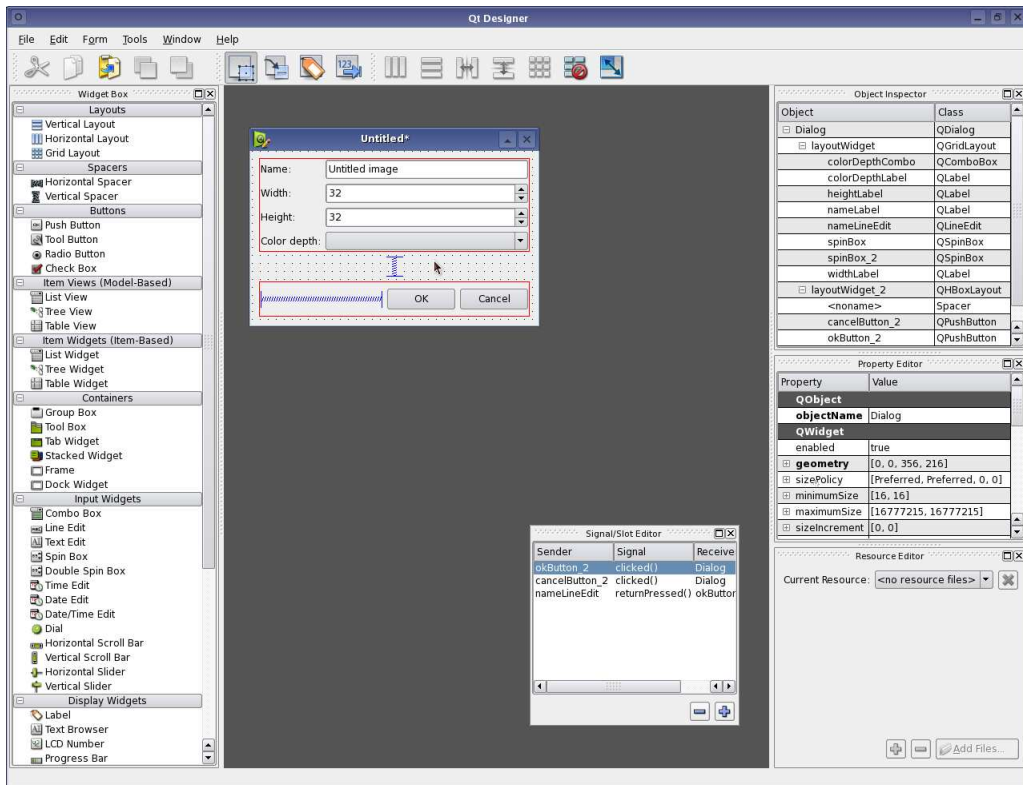 Qt Designer
File Edit Form Tools Window Help
Widget Box
Layouts
Vertical Layout
Horizontal Layout
Grid Layout
Spacers
Horizontal Spacer
Vertical Spacer
Buttons
Push Button
Tool Button
Radio Button
Check Box
Item Views (Model-Based)
List View
Tree View
Table View
Item Widgets (Item-Based)
List Widget
Tree Widget
Table Widget
Containers
Group Box
Tool Box
Tab Widget
Stacked Widget
Frame
Dock Widget
Input Widgets
Combo Box
Line Edit
Text Edit
Spin Box
Double Spin Box
Time Edit
Date Edit
Date/Time Edit
Dial
Horizontal Scroll Bar
Vertical Scroll Bar
Horizontal Slider
Vertical Slider
Display Widgets
Label
Text Browser
LCD Number
Progress Bar
Untitled*
Name: Untitled image
Width: 32
Height: 32
Color depth:
OK Cancel
Signal/Slot Editor
Sender Signal Receive
okButton_2 clicked() Dialog
cancelButton_2 clicked() Dialog
nameLineEdit returnPressed() okButtor
Object Inspector
Object Class
Dialog QDialog
layoutWidget QGridLayout
colorDepthCombo QComboBox
colorDepthLabel QLabel
heightLabel QLabel
nameLabel QLabel
nameLineEdit QLineEdit
spinBox QSpinBox
spinBox_2 QSpinBox
widthLabel QLabel
layoutWidget_2 QHBoxLayout
<noname> Spacer
cancelButton_2 QPushButton
okButton_2 QPushButton
Property Editor
Property Value
QObject
objectName Dialog
QWidget
enabled true
geometry [0, 0, 356, 216]
sizePolicy [Preferred, Preferred, 0, 0]
minimumSize [16, 16]
maximumSize [16777215, 16777215]
sizeIncrement [0, 0]
Resource Editor
Current Resource: <no resource files>
Add Files...